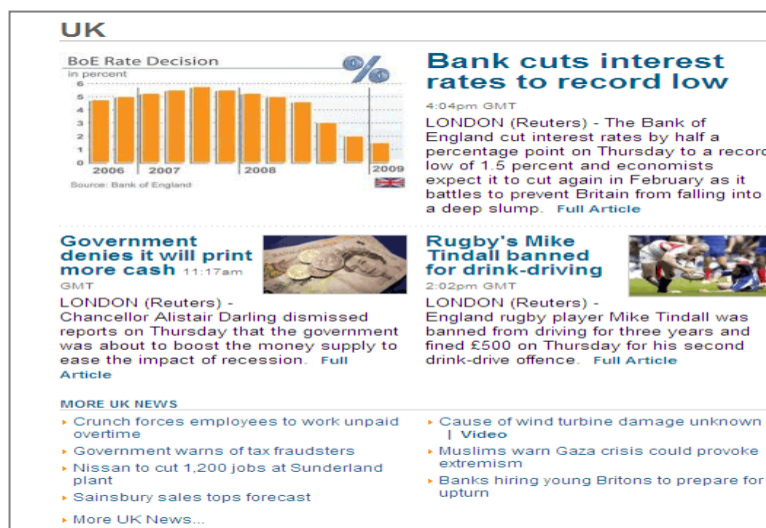 UK
BoE Rate Decision
in percent
6
5
4
3
2
1
0
2006
2007
2008
2009
Source: Bank of England
Bank cuts interest
rates to record low
4:04pm GMT
LONDON (Reuters) - The Bank of
England cut interest rates by half a
percentage point on Thursday to a record
low of 1.5 percent and economists
expect it to cut again in February as it
battles to prevent Britain from falling into
a deep slump. Full Article
Government
denies it will print
more cash 11:17am
GMT
LONDON (Reuters) -
Chancellor Alistair Darling dismissed
reports on Thursday that the government
was about to boost the money supply to
ease the impact of recession. Full
Article
Rugby's Mike
Tindall banned
for drink-driving
2:02pm GMT
LONDON (Reuters) -
England rugby player Mike Tindall was
banned from driving for three years and
fined £500 on Thursday for his second
drink-drive offence. Full Article
MORE UK NEWS
Crunch forces employees to work unpaid
overtime
Government warns of tax fraudsters
Nissan to cut 1,200 jobs at Sunderland
plant
Sainsbury sales tops forecast
More UK News...
Cause of wind turbine damage unknown
| Video
Muslims warn Gaza crisis could provoke
extremism
Banks hiring young Britons to prepare for
upturn